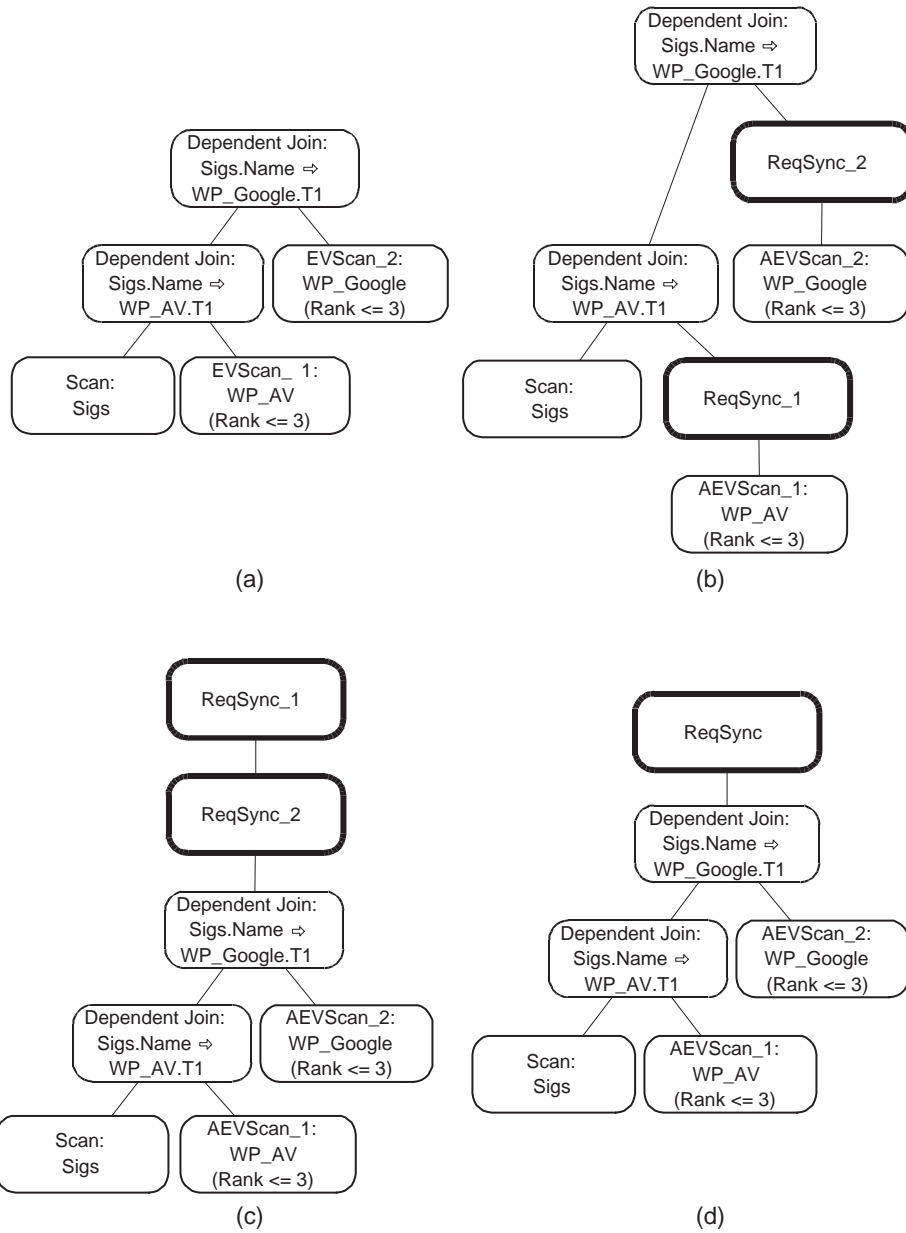 Dependent Join:
Sigs.Name ⇨
WP_Google.T1
Dependent Join:
Sigs.Name ⇨
WP_AV.T1
EVScan_2:
WP_Google
(Rank <= 3)
Scan:
Sigs
EVScan_ 1:
WP_AV
(Rank <= 3)
(a)
Dependent Join:
Sigs.Name ⇨
WP_Google.T1
ReqSync_2
Dependent Join:
Sigs.Name ⇨
WP_AV.T1
AEVScan_2:
WP_Google
(Rank <= 3)
Scan:
Sigs
ReqSync_1
AEVScan_1:
WP_AV
(Rank <= 3)
(b)
ReqSync_1
ReqSync_2
Dependent Join:
Sigs.Name ⇨
WP_Google.T1
Dependent Join:
Sigs.Name ⇨
WP_AV.T1
AEVScan_2:
WP_Google
(Rank <= 3)
Scan:
Sigs
AEVScan_1:
WP_AV
(Rank <= 3)
(c)
ReqSync
Dependent Join:
Sigs.Name ⇨
WP_Google.T1
Dependent Join:
Sigs.Name ⇨
WP_AV.T1
AEVScan_2:
WP_Google
(Rank <= 3)
Scan:
Sigs
AEVScan_1:
WP_AV
(Rank <= 3)
(d)